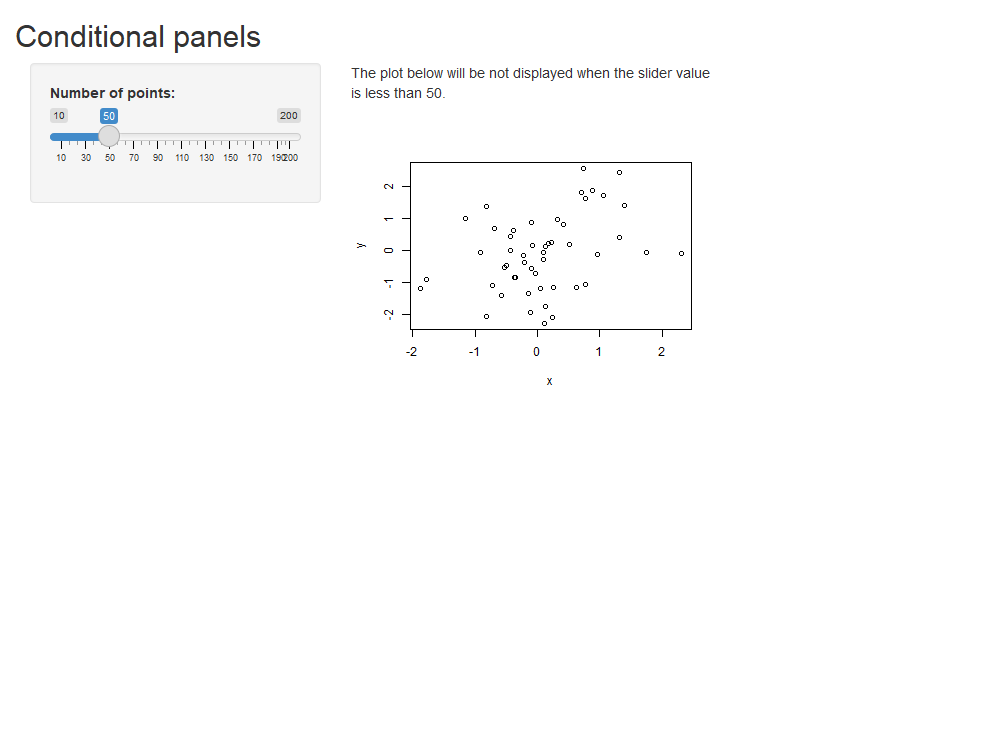 Conditional panels
Number of points:
10 50 200
10 30 50 70 90 110 130 150 170 190200
The plot below will be not displayed when the slider value
is less than 50.
y
2
1
0
-1
-2
-2 -1 0 1 2
x